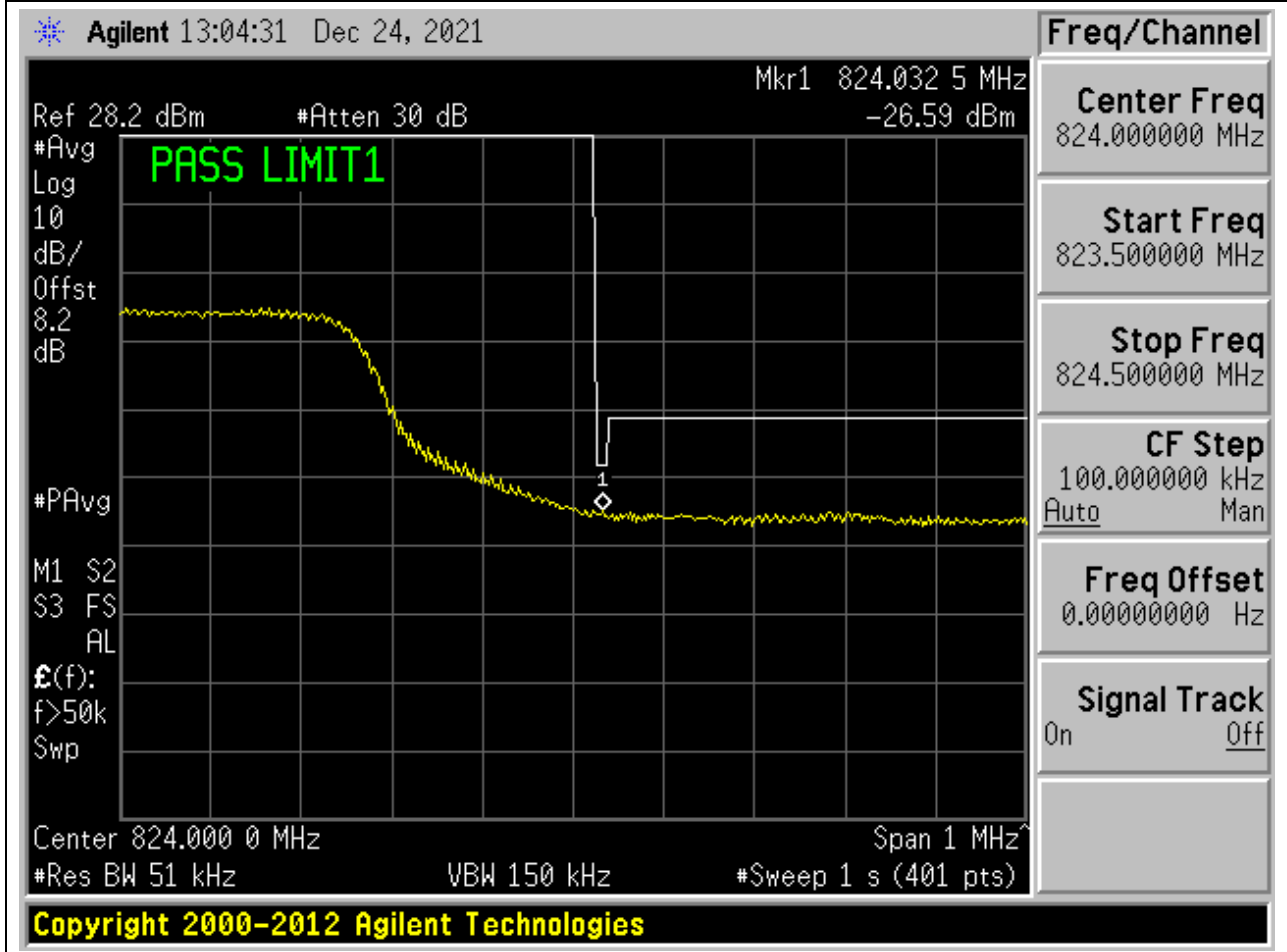 Agilent 13:04:31 Dec 24, 2021
Mkr1 824.032 5 MHz
Ref 28.2 dBm #Atten 30 dB -26.59 dBm
#Avg
Log
10
dB/
Offst
8.2
dB
PASS LIMIT1
1
#PAvg
M1 S2
S3 FS
AL
£(f):
f>50k
Swp
Center 824.000 0 MHz Span 1 MHz^
#Res BW 51 kHz VBW 150 kHz #Sweep 1 s (401 pts)
Copyright 2000-2012 Agilent Technologies
Freq/Channel
Center Freq
824.000000 MHz
Start Freq
823.500000 MHz
Stop Freq
824.500000 MHz
CF Step
100.000000 kHz
Auto Man
Freq Offset
0.00000000 Hz
Signal Track
On Off